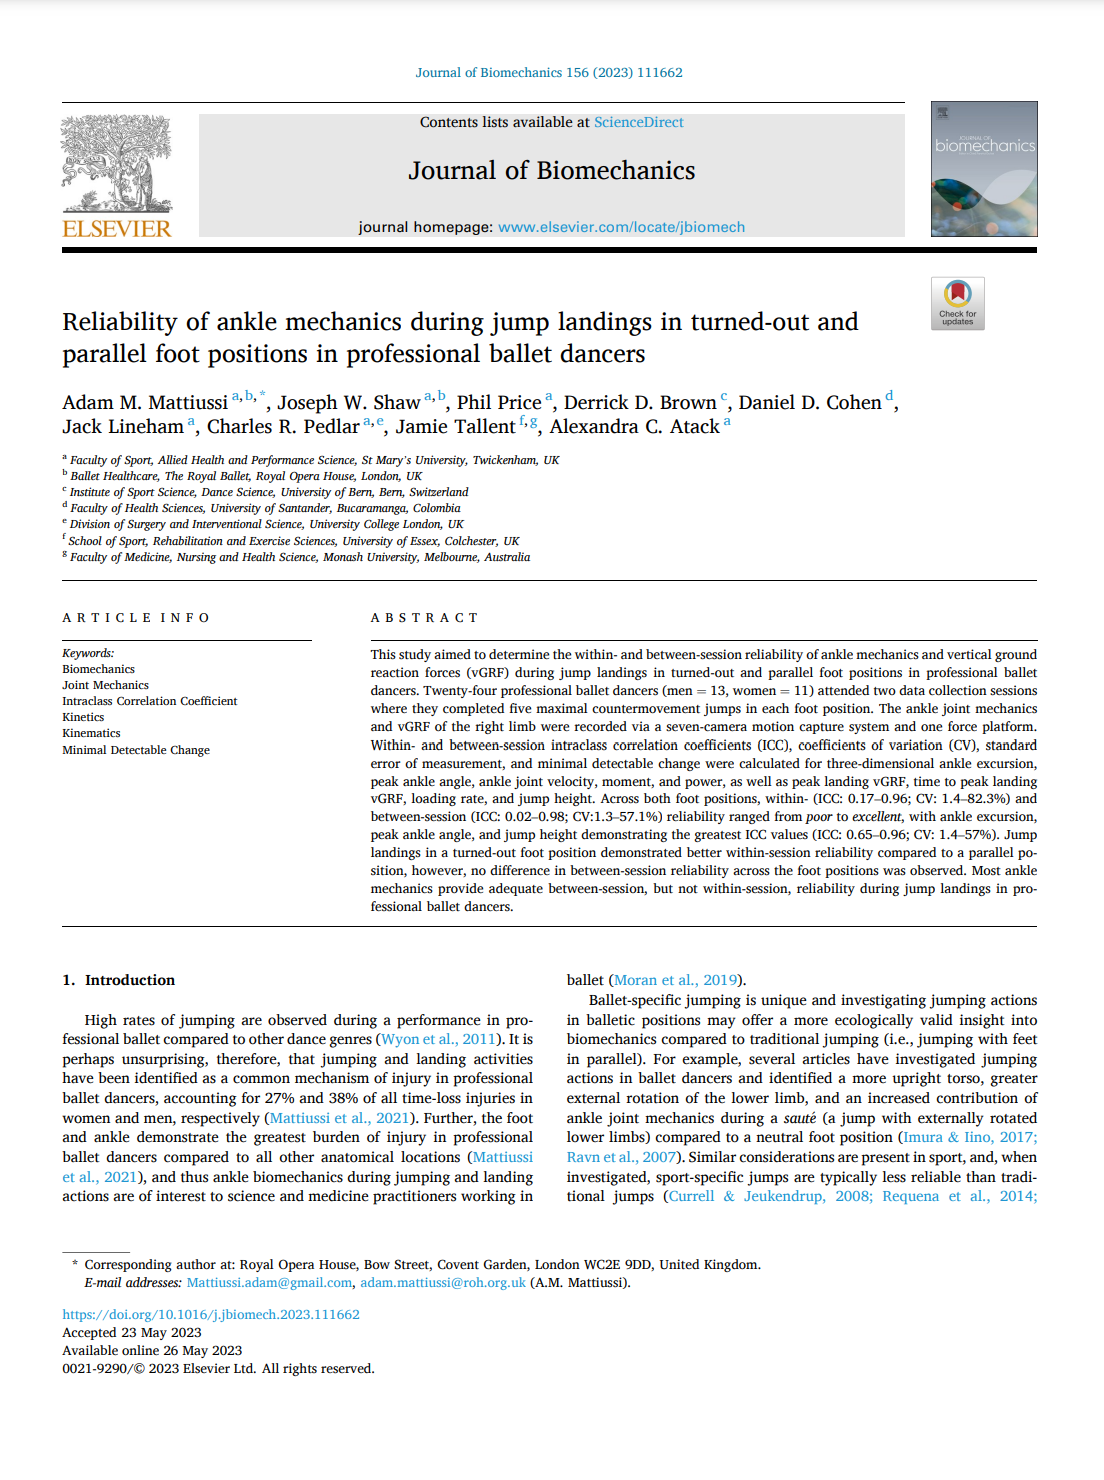 Journal of Biomechanics 156 (2023) 111662
Contents lists available at ScienceDirect
Journal of Biomechanics
journal homepage: www.elsevier.com/locate/jbiomech
ELSEVIER
JOURNAL OF
biomechanics
Check for
updates
Reliability of ankle mechanics during jump landings in turned-out and
parallel foot positions in professional ballet dancers
Adam M. Mattiussi a,b,*, Joseph W. Shaw a,b, Phil Price a, Derrick D. Brown c, Daniel D. Cohen d,
Jack Lineham a, Charles R. Pedlar a,e, Jamie Tallent f,g, Alexandra C. Atack a
a Faculty of Sport, Allied Health and Performance Science, St Mary's University, Twickenham, UK
b Ballet Healthcare, The Royal Ballet, Royal Opera House, London, UK
c Institute of Sport Science, Dance Science, University of Bern, Bern, Switzerland
d Faculty of Health Sciences, University of Santander, Bucaramanga, Colombia
e Division of Surgery and Interventional Science, University College London, UK
f School of Sport, Rehabilitation and Exercise Sciences, University of Essex, Colchester, UK
g Faculty of Medicine, Nursing and Health Science, Monash University, Melbourne, Australia
ARTICLE INFO
Keywords:
Biomechanics
Joint Mechanics
Intraclass Correlation Coefficient
Kinetics
Kinematics
Minimal Detectable Change
ABSTRACT
This study aimed to determine the within- and between-session reliability of ankle mechanics and vertical ground
reaction forces (vGRF) during jump landings in turned-out and parallel foot positions in professional ballet
dancers. Twenty-four professional ballet dancers (men = 13, women = 11) attended two data collection sessions
where they completed five maximal countermovement jumps in each foot position. The ankle joint mechanics
and vGRF of the right limb were recorded via a seven-camera motion capture system and one force platform.
Within- and between-session intraclass correlation coefficients (ICC), coefficients of variation (CV), standard
error of measurement, and minimal detectable change were calculated for three-dimensional ankle excursion,
peak ankle angle, ankle joint velocity, moment, and power, as well as peak landing vGRF, time to peak landing
vGRF, loading rate, and jump height. Across both foot positions, within- (ICC: 0.17–0.96; CV: 1.4–82.3%) and
between-session (ICC: 0.02–0.98; CV:1.3–57.1%) reliability ranged from poor to excellent, with ankle excursion,
peak ankle angle, and jump height demonstrating the greatest ICC values (ICC: 0.65–0.96; CV: 1.4–57%). Jump
landings in a turned-out foot position demonstrated better within-session reliability compared to a parallel po-
sition, however, no difference in between-session reliability across the foot positions was observed. Most ankle
mechanics provide adequate between-session, but not within-session, reliability during jump landings in pro-
fessional ballet dancers.
1. Introduction
High rates of jumping are observed during a performance in pro-
fessional ballet compared to other dance genres (Wyon et al., 2011). It is
perhaps unsurprising, therefore, that jumping and landing activities
have been identified as a common mechanism of injury in professional
ballet dancers, accounting for 27% and 38% of all time-loss injuries in
women and men, respectively (Mattiussi et al., 2021). Further, the foot
and ankle demonstrate the greatest burden of injury in professional
ballet dancers compared to all other anatomical locations (Mattiussi
et al., 2021), and thus ankle biomechanics during jumping and landing
actions are of interest to science and medicine practitioners working in
ballet (Moran et al., 2019).
Ballet-specific jumping is unique and investigating jumping actions
in balletic positions may offer a more ecologically valid insight into
biomechanics compared to traditional jumping (i.e., jumping with feet
in parallel). For example, several articles have investigated jumping
actions in ballet dancers and identified a more upright torso, greater
external rotation of the lower limb, and an increased contribution of
ankle joint mechanics during a sauté (a jump with externally rotated
lower limbs) compared to a neutral foot position (Imura & Iino, 2017;
Ravn et al., 2007). Similar considerations are present in sport, and, when
investigated, sport-specific jumps are typically less reliable than tradi-
tional jumps (Currell & Jeukendrup, 2008; Requena et al., 2014;
* Corresponding author at: Royal Opera House, Bow Street, Covent Garden, London WC2E 9DD, United Kingdom.
E-mail addresses: Mattiussi.adam@gmail.com, adam.mattiussi@roh.org.uk (A.M. Mattiussi).
https://doi.org/10.1016/j.jbiomech.2023.111662
Accepted 23 May 2023
Available online 26 May 2023
0021-9290/© 2023 Elsevier Ltd. All rights reserved.